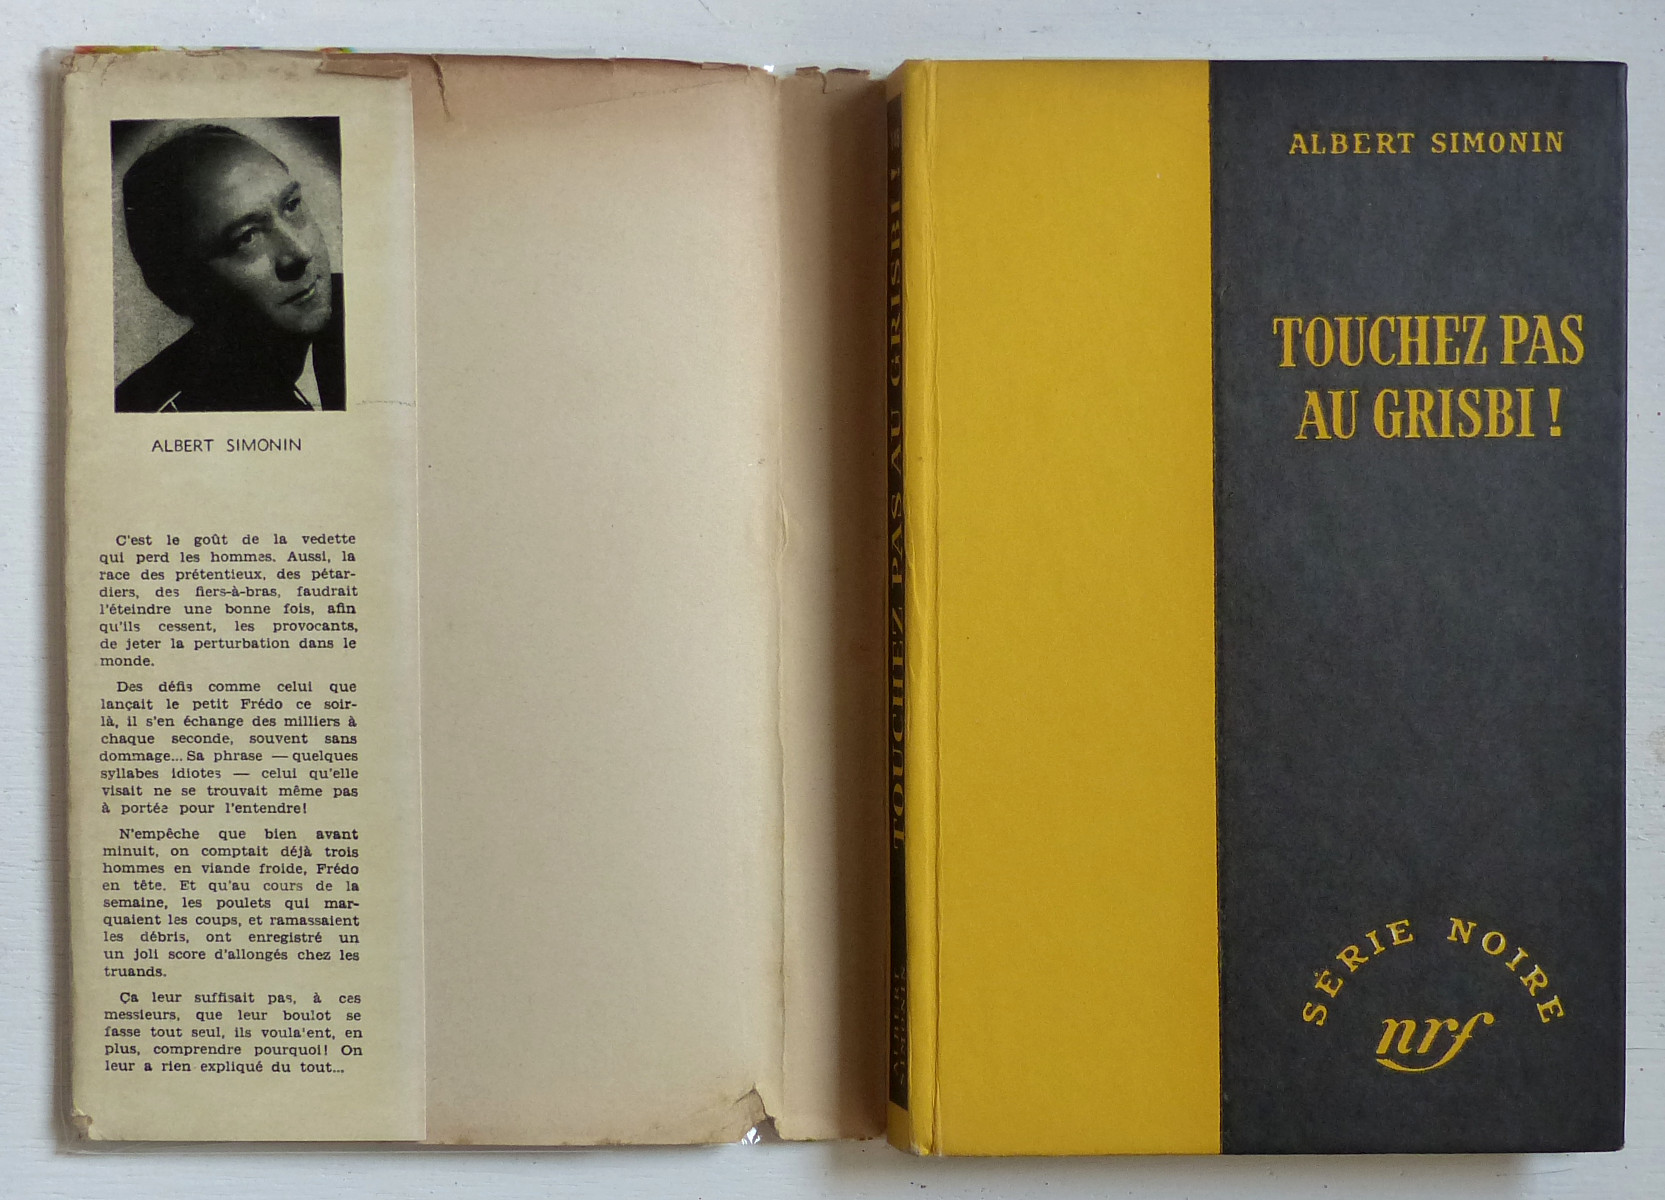 ALBERT SIMONIN
C'est le goût de la vedette
qui perd les hommes. Aussi, la
race des prétentieux, des pétar-
diers, des fiers-à-bras, faudrait
l'éteindre une bonne fois, afin
qu'ils cessent, les provocants,
de jeter la perturbation dans le
monde.
Des défis comme celui que
lançait le petit Frédo ce soir-
là, il s'en échange des milliers à
chaque seconde, souvent sans
dommage... Sa phrase — quelques
syllabes idiotes — celui qu'elle
visait ne se trouvait même pas
à portée pour l'entendre!
N'empêche que bien avant
minuit, on comptait déjà trois
hommes en viande froide, Frédo
en tête. Et qu'au cours de la
semaine, les poulets qui mar-
quaient les coups, et ramassaient
les débris, ont enregistré un
un joli score d'allongés chez les
truands.
Ça leur suffisait pas, à ces
messieurs, que leur boulot se
fasse tout seul, ils voula'ent, en
plus, comprendre pourquoi! On
leur a rien expliqué du tout...
ALBERT SIMONIN
TOUCHEZ PAS AU GRISBI !
ALBERT SIMONIN
TOUCHEZ PAS
AU GRISBI !
SÉRIE NOIRE
nrf